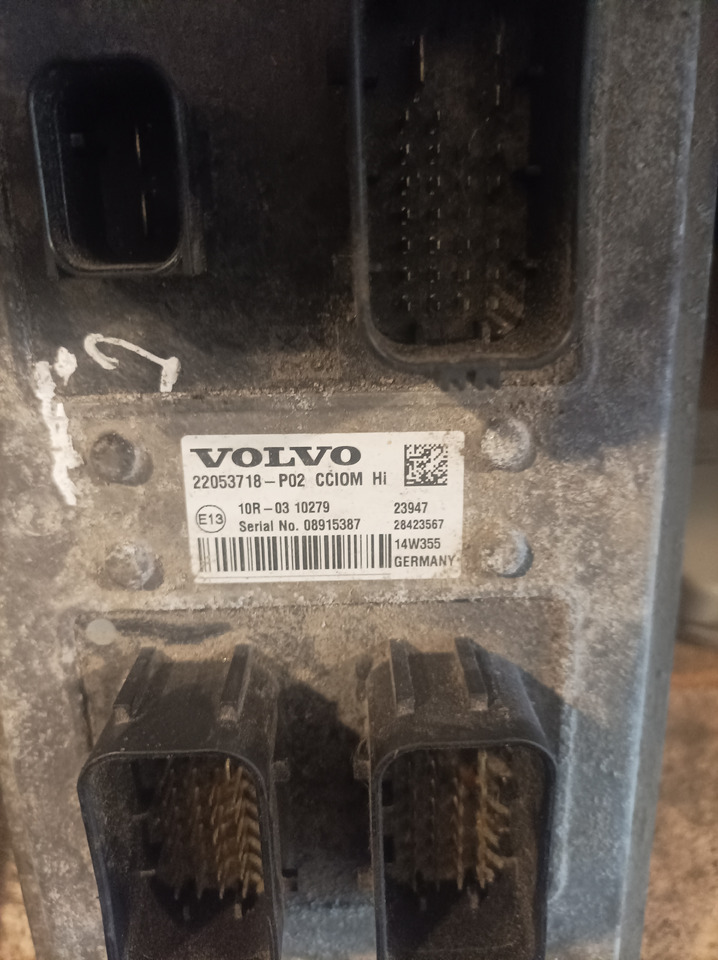 VOLVO
22053718-P02 CCIOM Hi
E13
10R-03 10279
23947
Serial No. 08915387
28423567
14W355
GERMANY